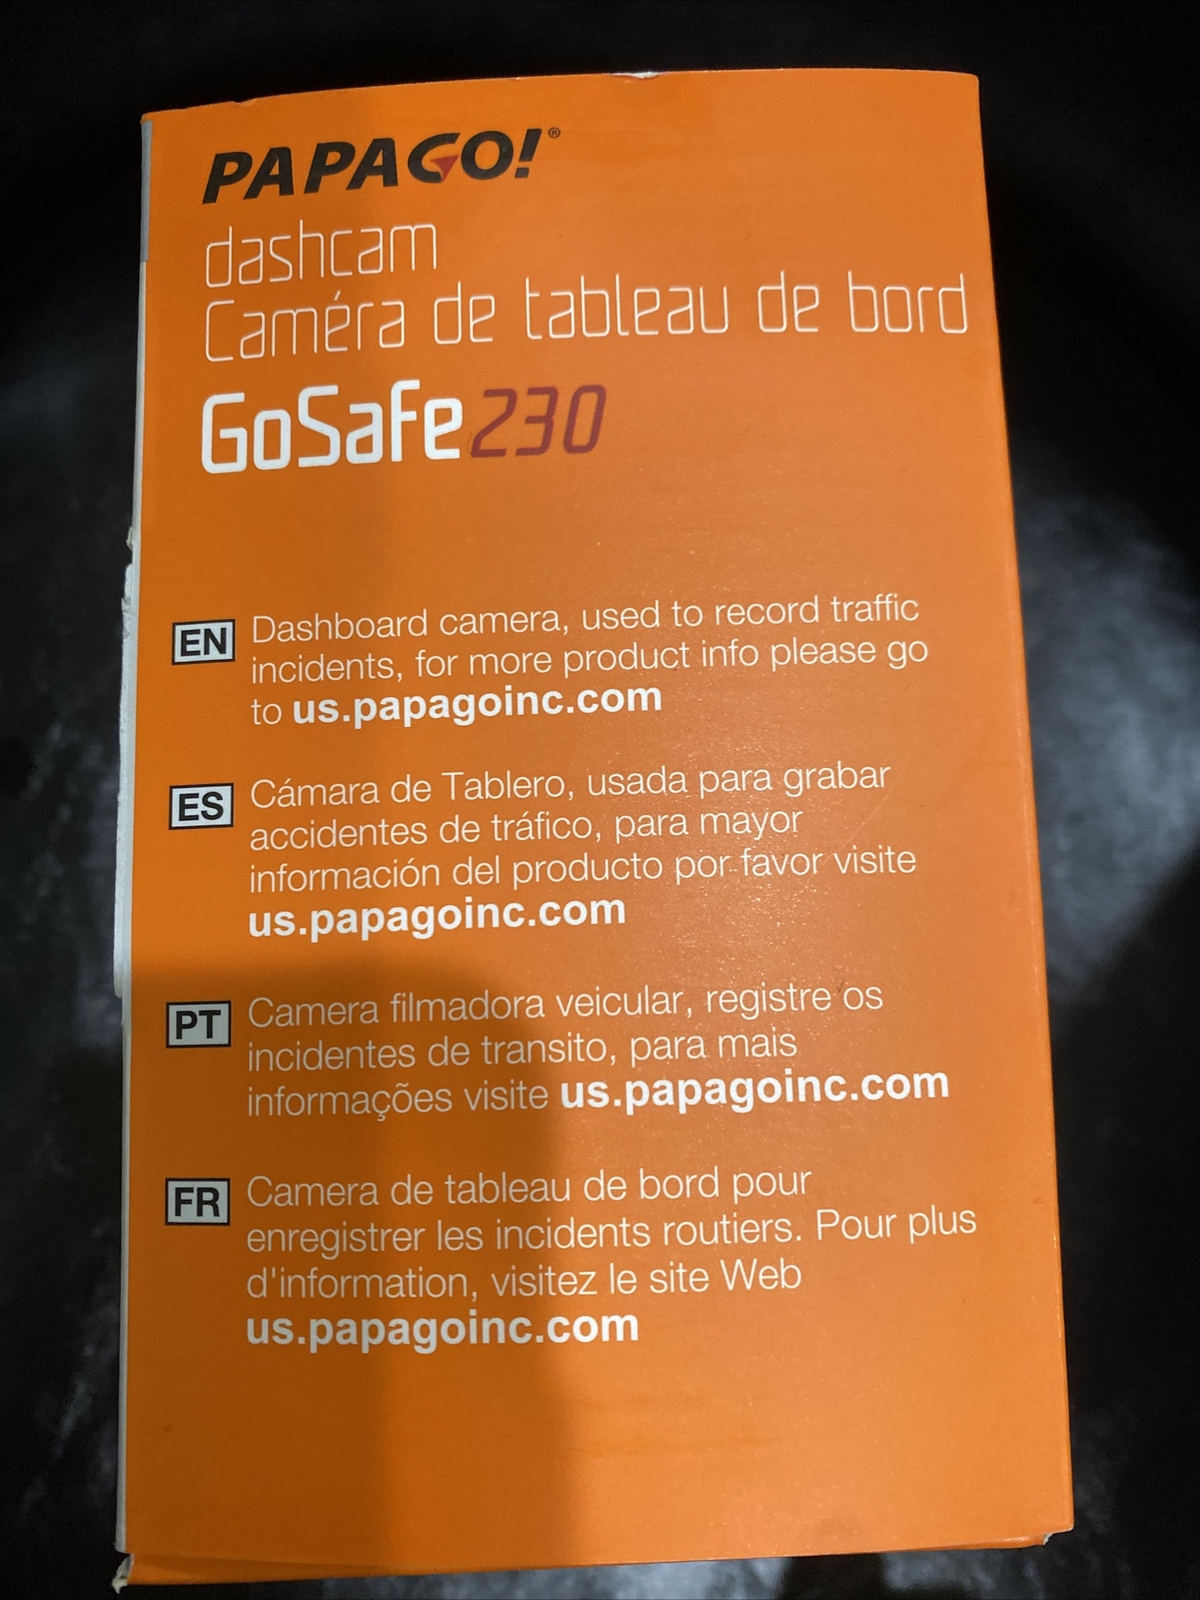 PAPAGO!®
dashcam
Caméra de tableau de bord
GoSafe 230
EN Dashboard camera, used to record traffic
incidents, for more product info please go
to us.papagoinc.com
ES Cámara de Tablero, usada para grabar
accidentes de tráfico, para mayor
información del producto por favor visite
us.papagoinc.com
PT Camera filmadora veicular, registre os
incidentes de transito, para mais
informações visite us.papagoinc.com
FR Camera de tableau de bord pour
enregistrer les incidents routiers. Pour plus
d'information, visitez le site Web
us.papagoinc.com